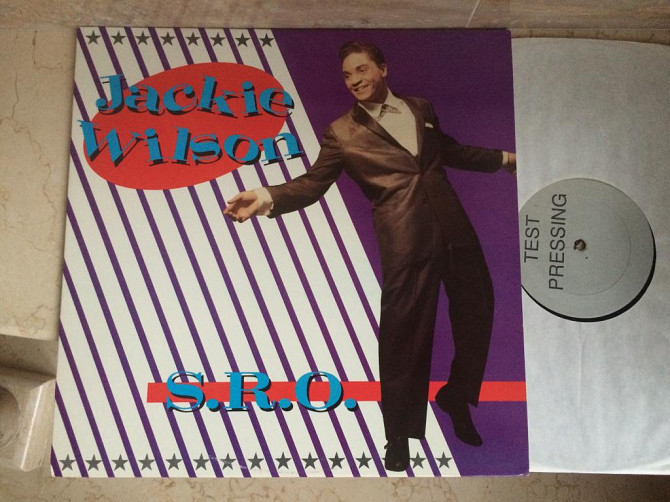 Jackie
Wilson
S.R.O.
TEST
PRESSING